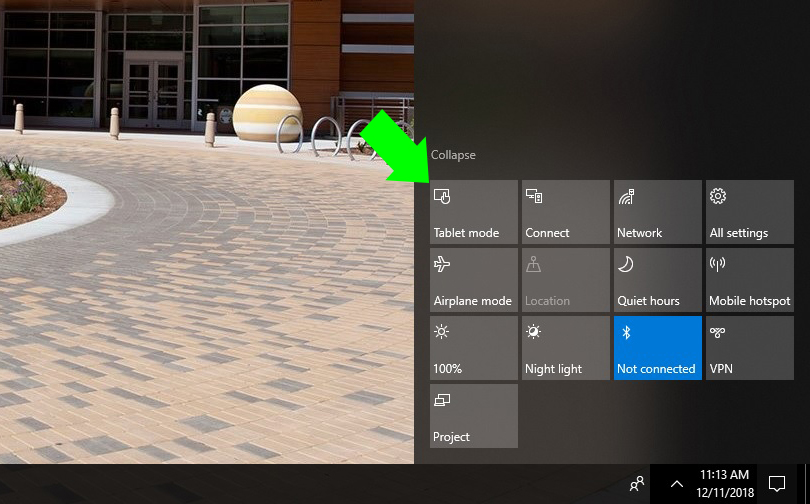 Collapse
Tablet mode
Connect
Network
All settings
Airplane mode
Location
Quiet hours
Mobile hotspot
100%
Night light
Not connected
VPN
Project
11:13 AM
12/11/2018